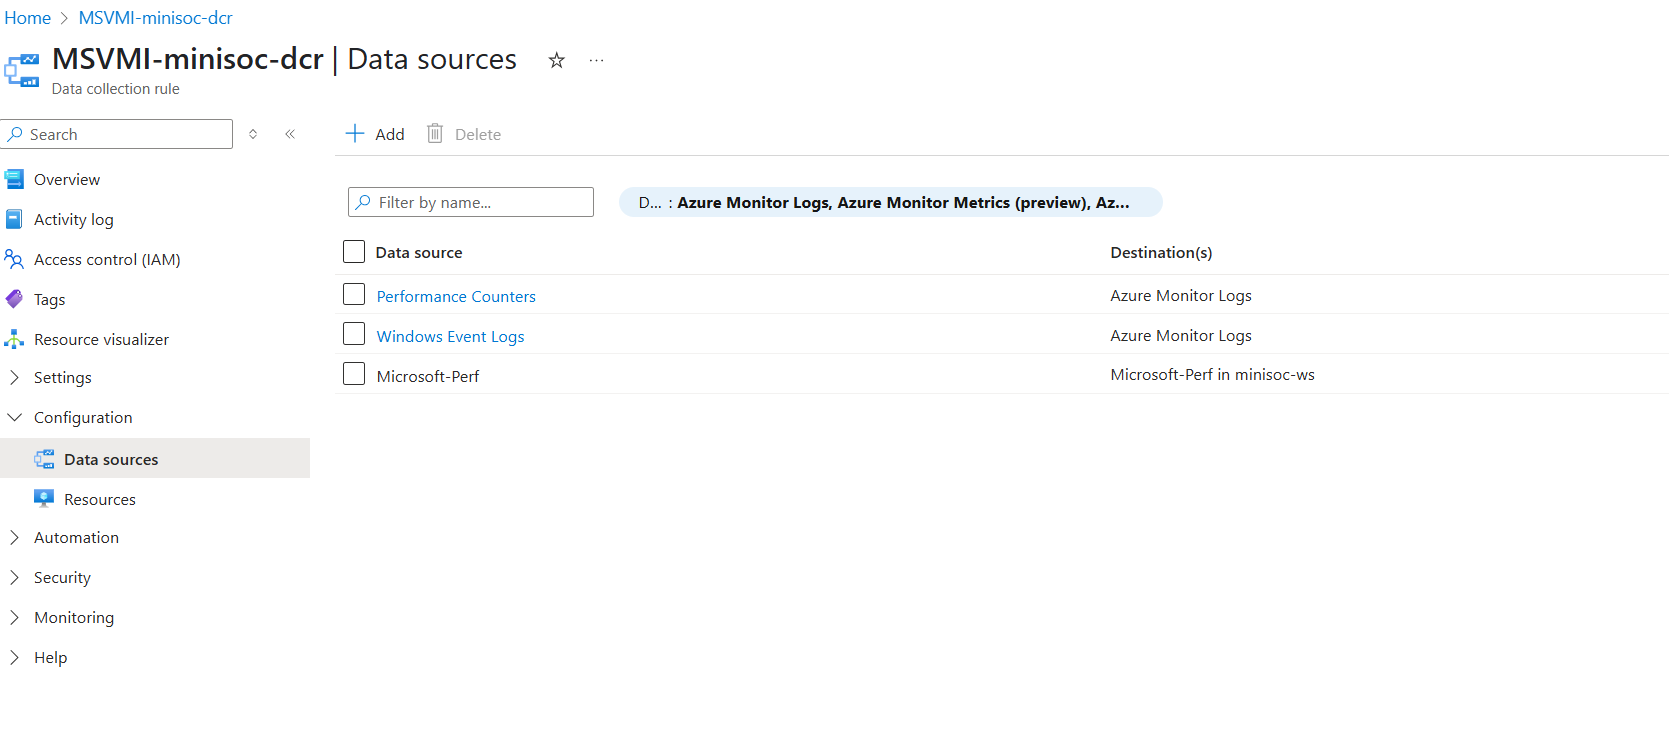 Home > MSVMI-minisoc-dcr
MSVMI-minisoc-dcr | Data sources
Data collection rule
Search
Add
Delete
Overview
Activity log
Access control (IAM)
Tags
Resource visualizer
Settings
Configuration
Data sources
Resources
Automation
Security
Monitoring
Help
Filter by name...
D... : Azure Monitor Logs, Azure Monitor Metrics (preview), Az...
Data source Destination(s)
Performance Counters Azure Monitor Logs
Windows Event Logs Azure Monitor Logs
Microsoft-Perf Microsoft-Perf in minisoc-ws